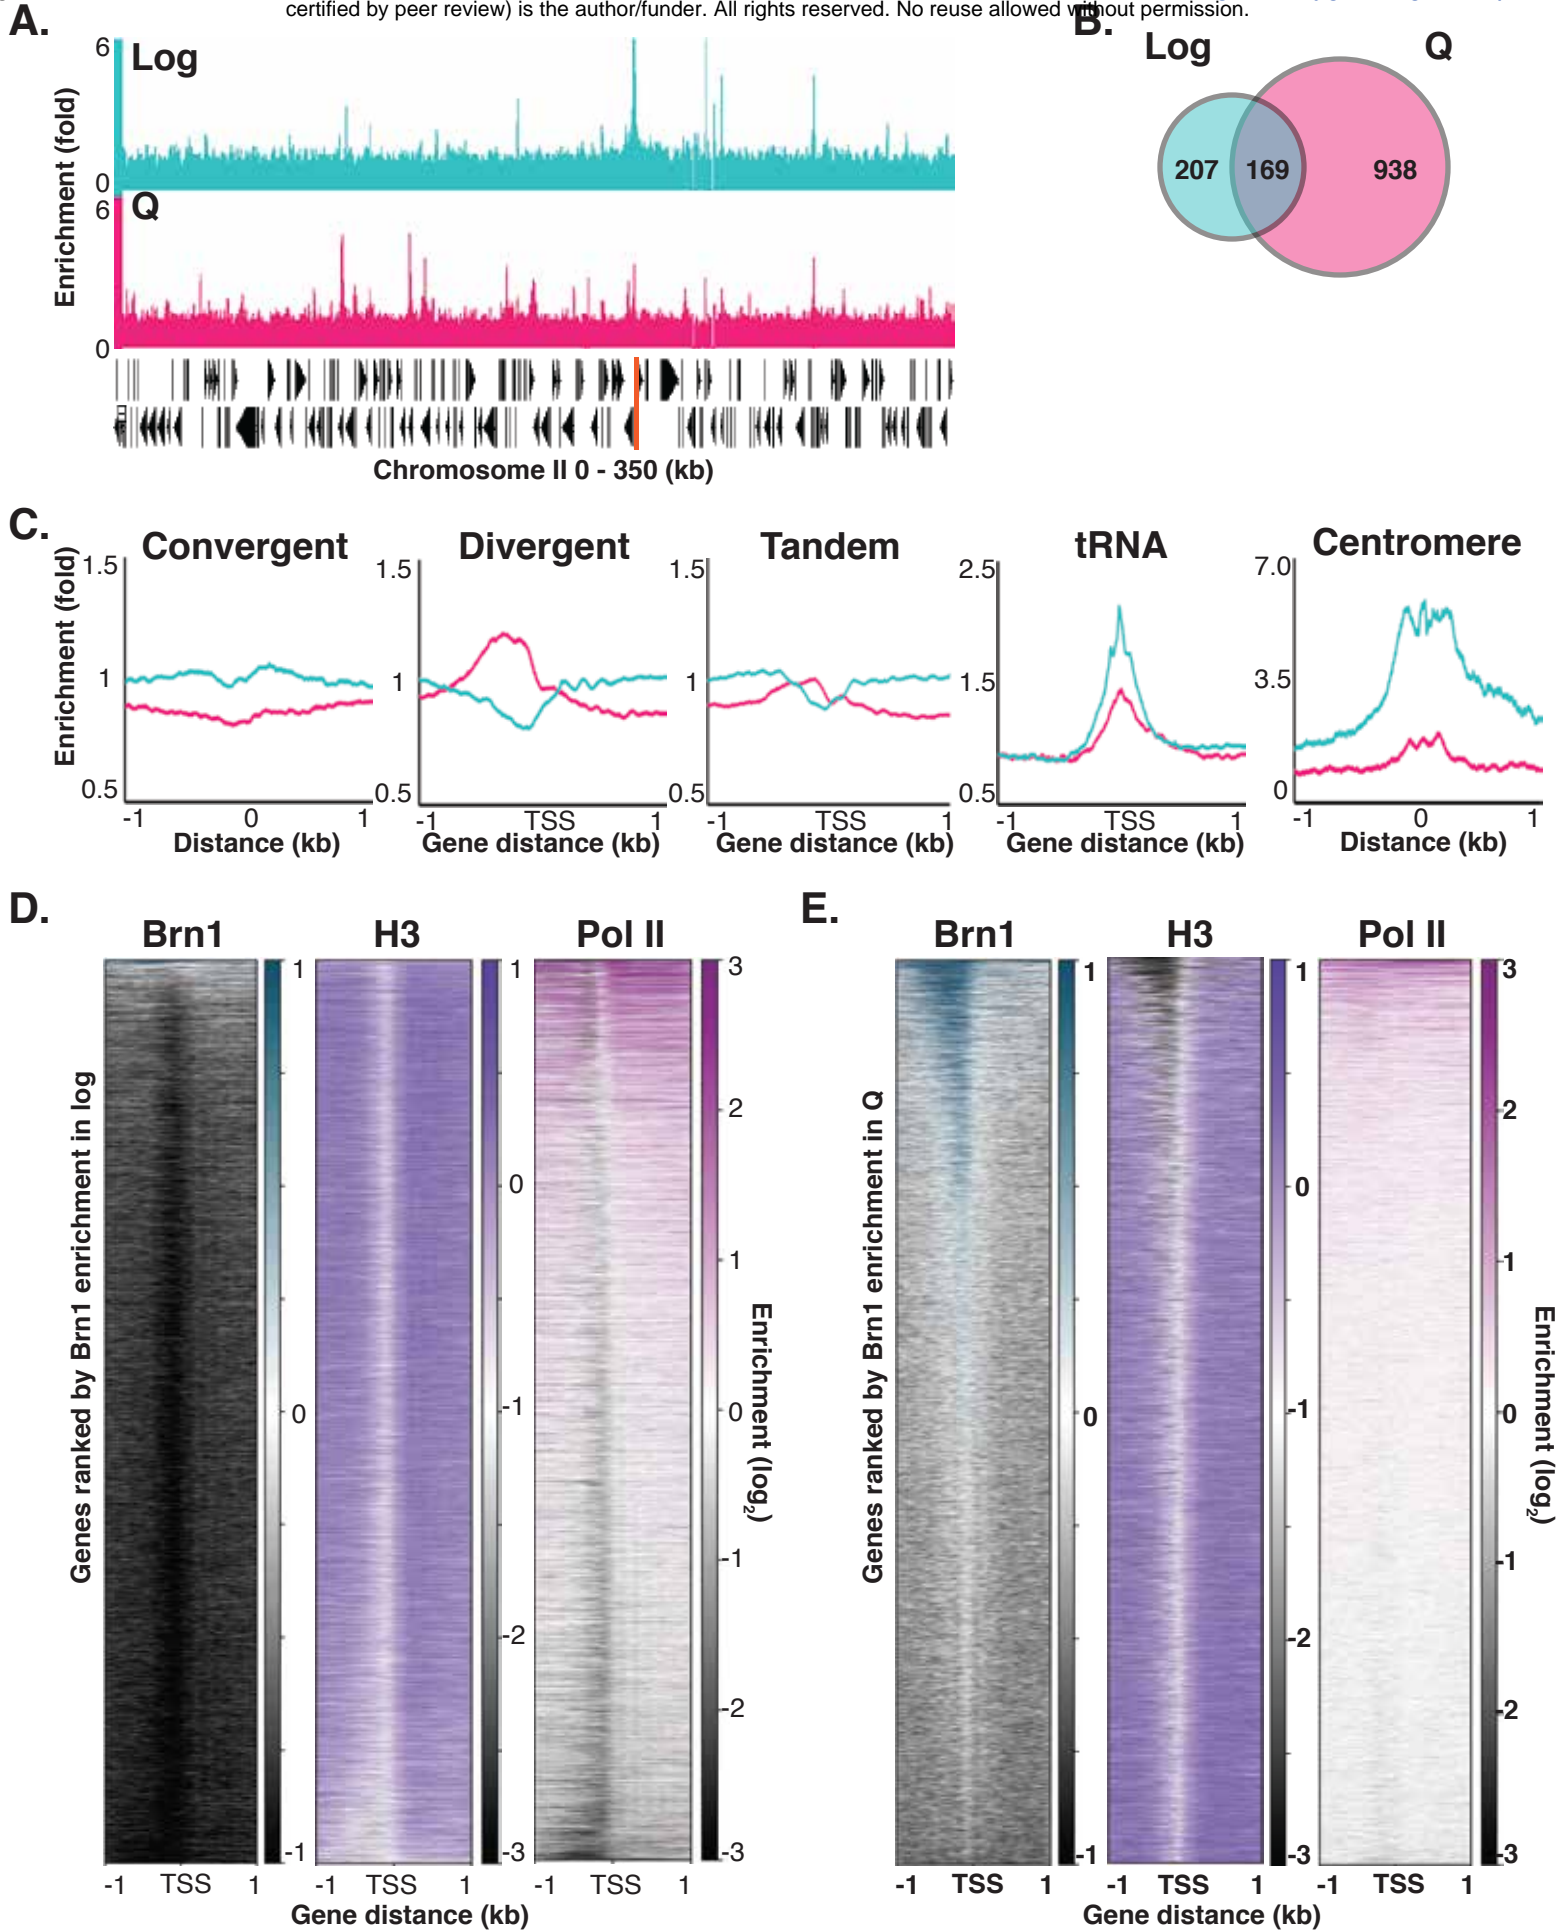 certified by peer review) is the author/funder. All rights reserved. No reuse allowed without permission.
A.
Enrichment (fold)
6
Log
0
6
Q
0
Chromosome II 0 - 350 (kb)
B.
Log
Q
207
169
938
C.
Enrichment (fold)
Convergent
1.5
1
0.5
-1
0
1
Distance (kb)
Divergent
1.5
1
0.5
-1
TSS
1
Gene distance (kb)
Tandem
1.5
1
0.5
-1
TSS
1
Gene distance (kb)
tRNA
2.5
1.5
0.5
-1
TSS
1
Gene distance (kb)
Centromere
7.0
3.5
0
-1
0
1
Distance (kb)
D.
Genes ranked by Brn1 enrichment in log
Brn1
1
0
-1
-1
TSS
1
H3
1
0
-1
-2
-3
-1
TSS
1
Pol II
3
2
1
0
-1
-2
-3
-1
TSS
1
Enrichment (log2)
Gene distance (kb)
E.
Genes ranked by Brn1 enrichment in Q
Brn1
1
0
-1
-1
TSS
1
H3
1
0
-1
-2
-3
-1
TSS
1
Pol II
3
2
1
0
-1
-2
-3
-1
TSS
1
Enrichment (log2)
Gene distance (kb)